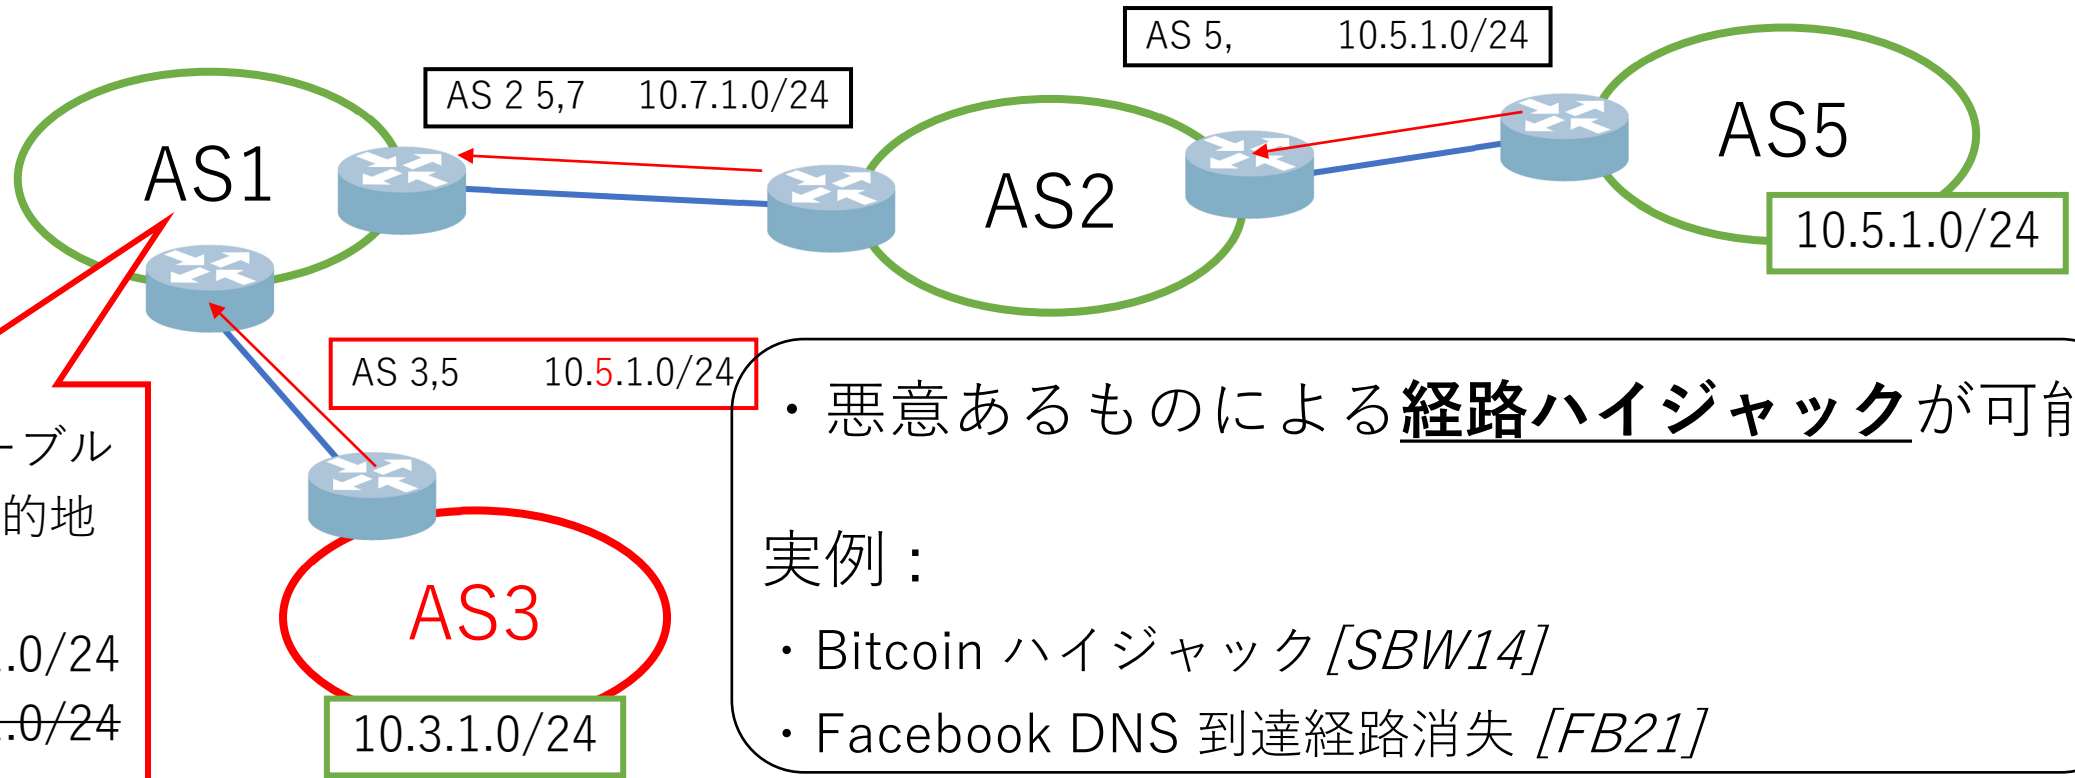 AS 5, 10.5.1.0/24
AS 2 5,7 10.7.1.0/24
AS1
AS2
AS5
10.5.1.0/24
AS 3,5 10.5.1.0/24
・悪意あるものによる経路ハイジャックが可能
ーブル
的地
.0/24
.0/24
AS3
10.3.1.0/24
実例：
・Bitcoin ハイジャック [SBW14]
・Facebook DNS 到達経路消失 [FB21]